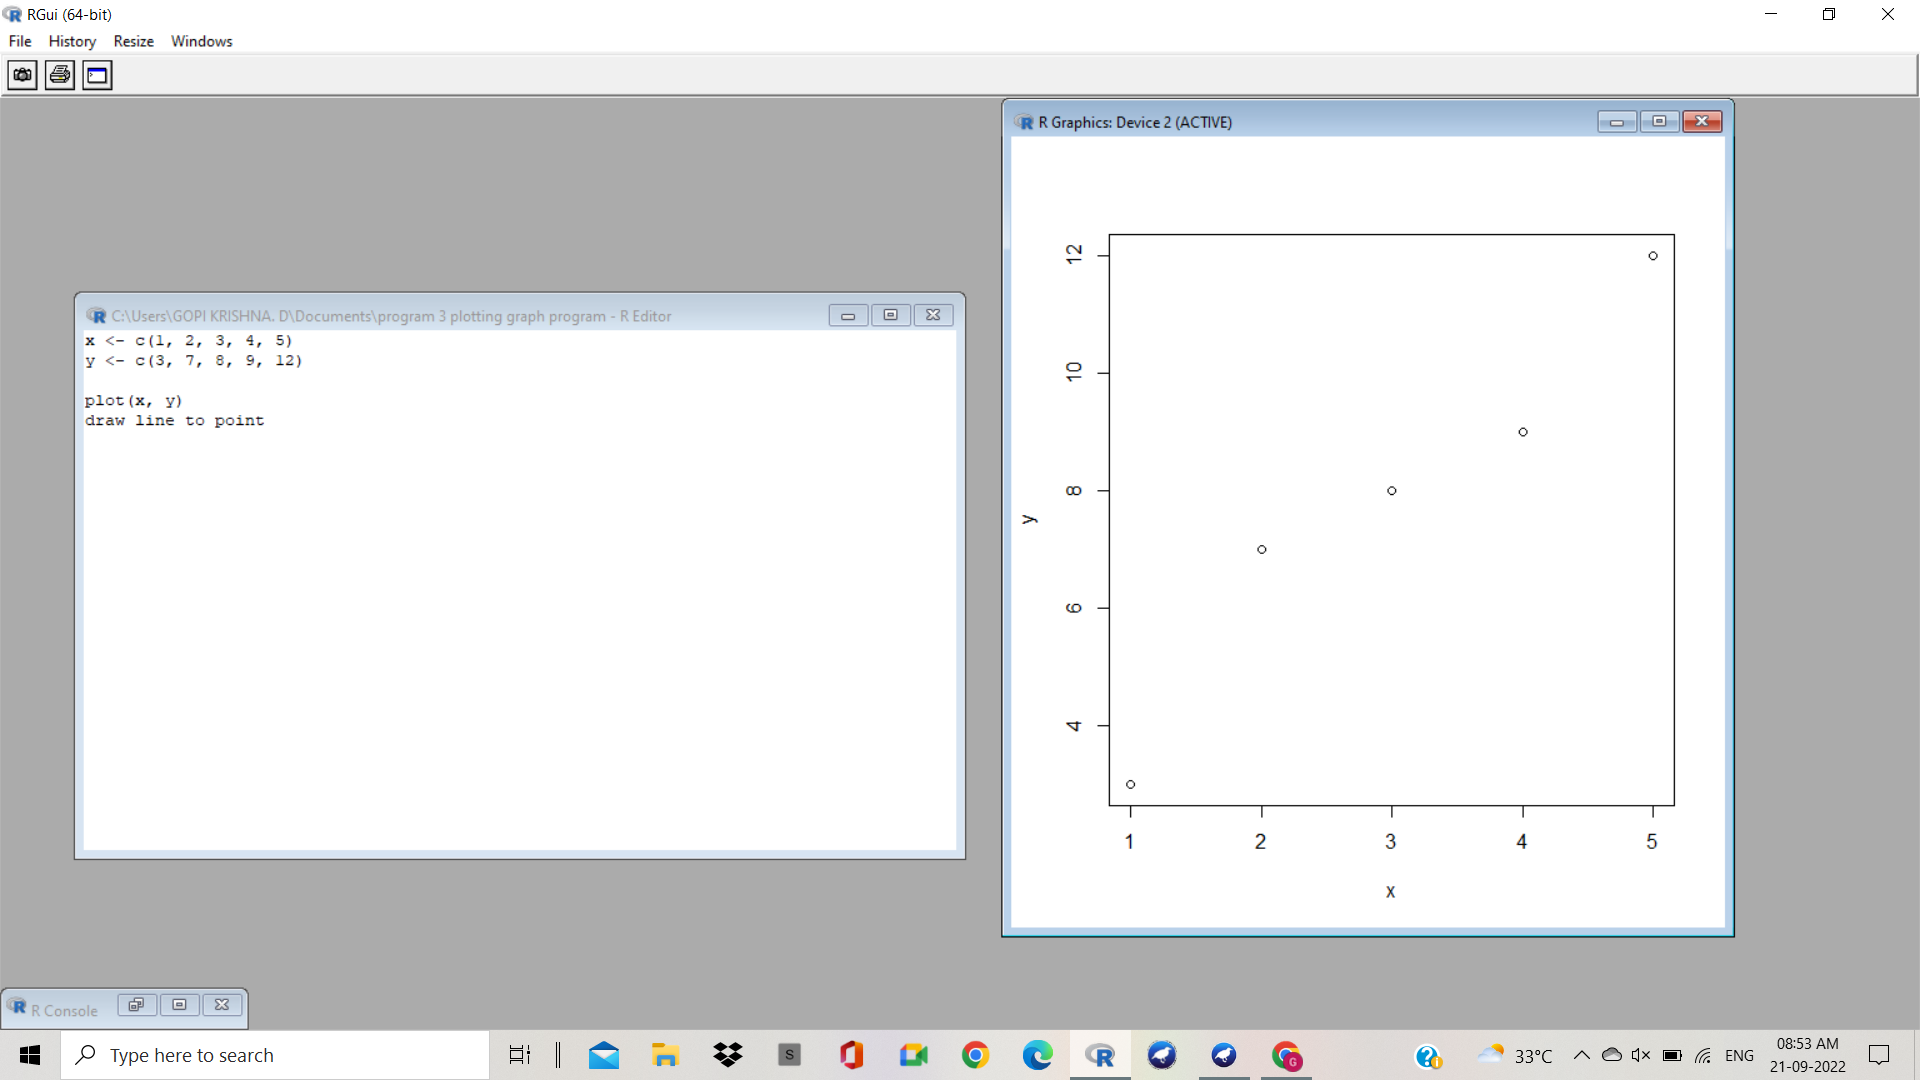 RGui (64-bit)
File History Resize Windows
R Graphics: Device 2 (ACTIVE)
C:\Users\GOPI KRISHNA. D\Documents\program 3 plotting graph program - R Editor
x <- c(1, 2, 3, 4, 5)
y <- c(3, 7, 8, 9, 12)
plot(x, y)
draw line to point
12
10
8
y
6
4
1 2 3 4 5
x
R Console
Type here to search
S
G
33°C
ENG
08:53 AM
21-09-2022